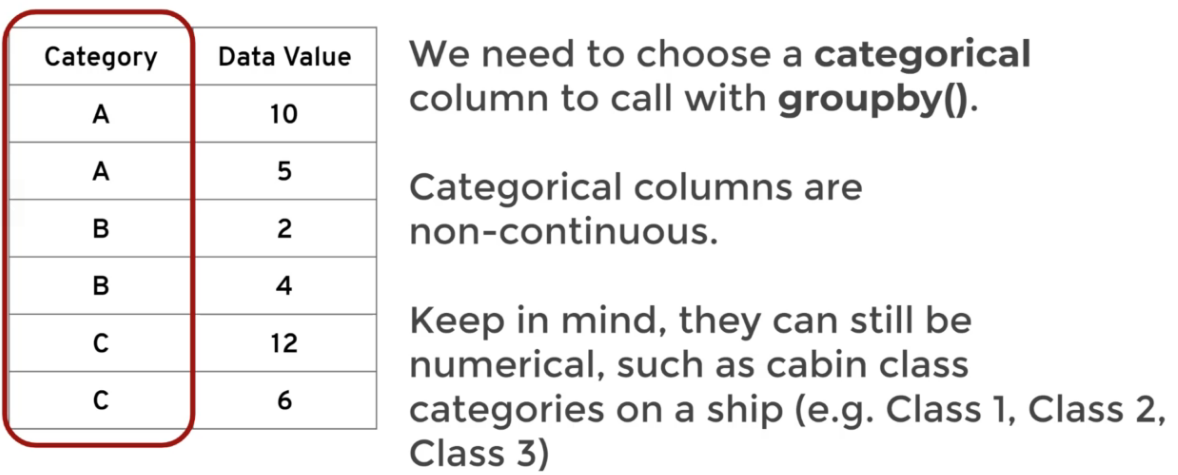 Category Data Value
A 10
A 5
B 2
B 4
C 12
C 6
We need to choose a categorical
column to call with groupby().
Categorical columns are
non-continuous.
Keep in mind, they can still be
numerical, such as cabin class
categories on a ship (e.g. Class 1, Class 2,
Class 3)